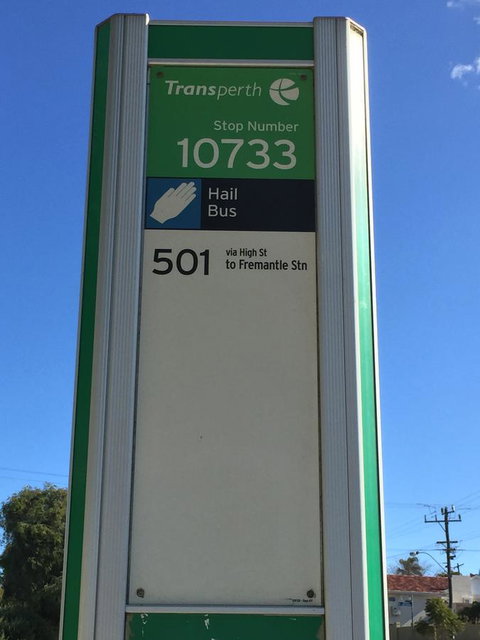 Transperth
Stop Number
10733
Hail
Bus
501 via High St
to Fremantle Stn